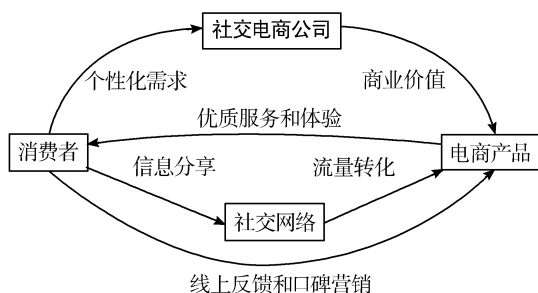 社交电商公司
个性化需求
商业价值
优质服务和体验
消费者
电商产品
信息分享
流量转化
社交网络
线上反馈和口碑营销